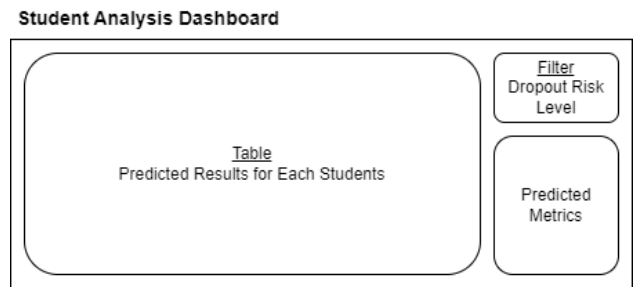 Student Analysis Dashboard
Table
Predicted Results for Each Students
Filter
Dropout Risk
Level
Predicted
Metrics